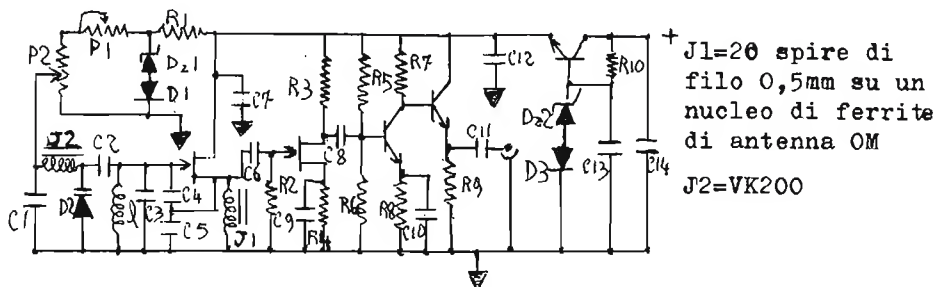 R1
P2
P1
Dz1
D1
R3
R5
R7
C12
+
R10
C7
J2
C2
C6
C8
C11
Dz2
C1
D2
l
C3
C4
C5
J1
R2
C9
R4
R6
R8
C10
R9
D3
C13
C14
J1=20 spire di
filo 0,5mm su un
nucleo di ferrite
di antenna OM
J2=VK200